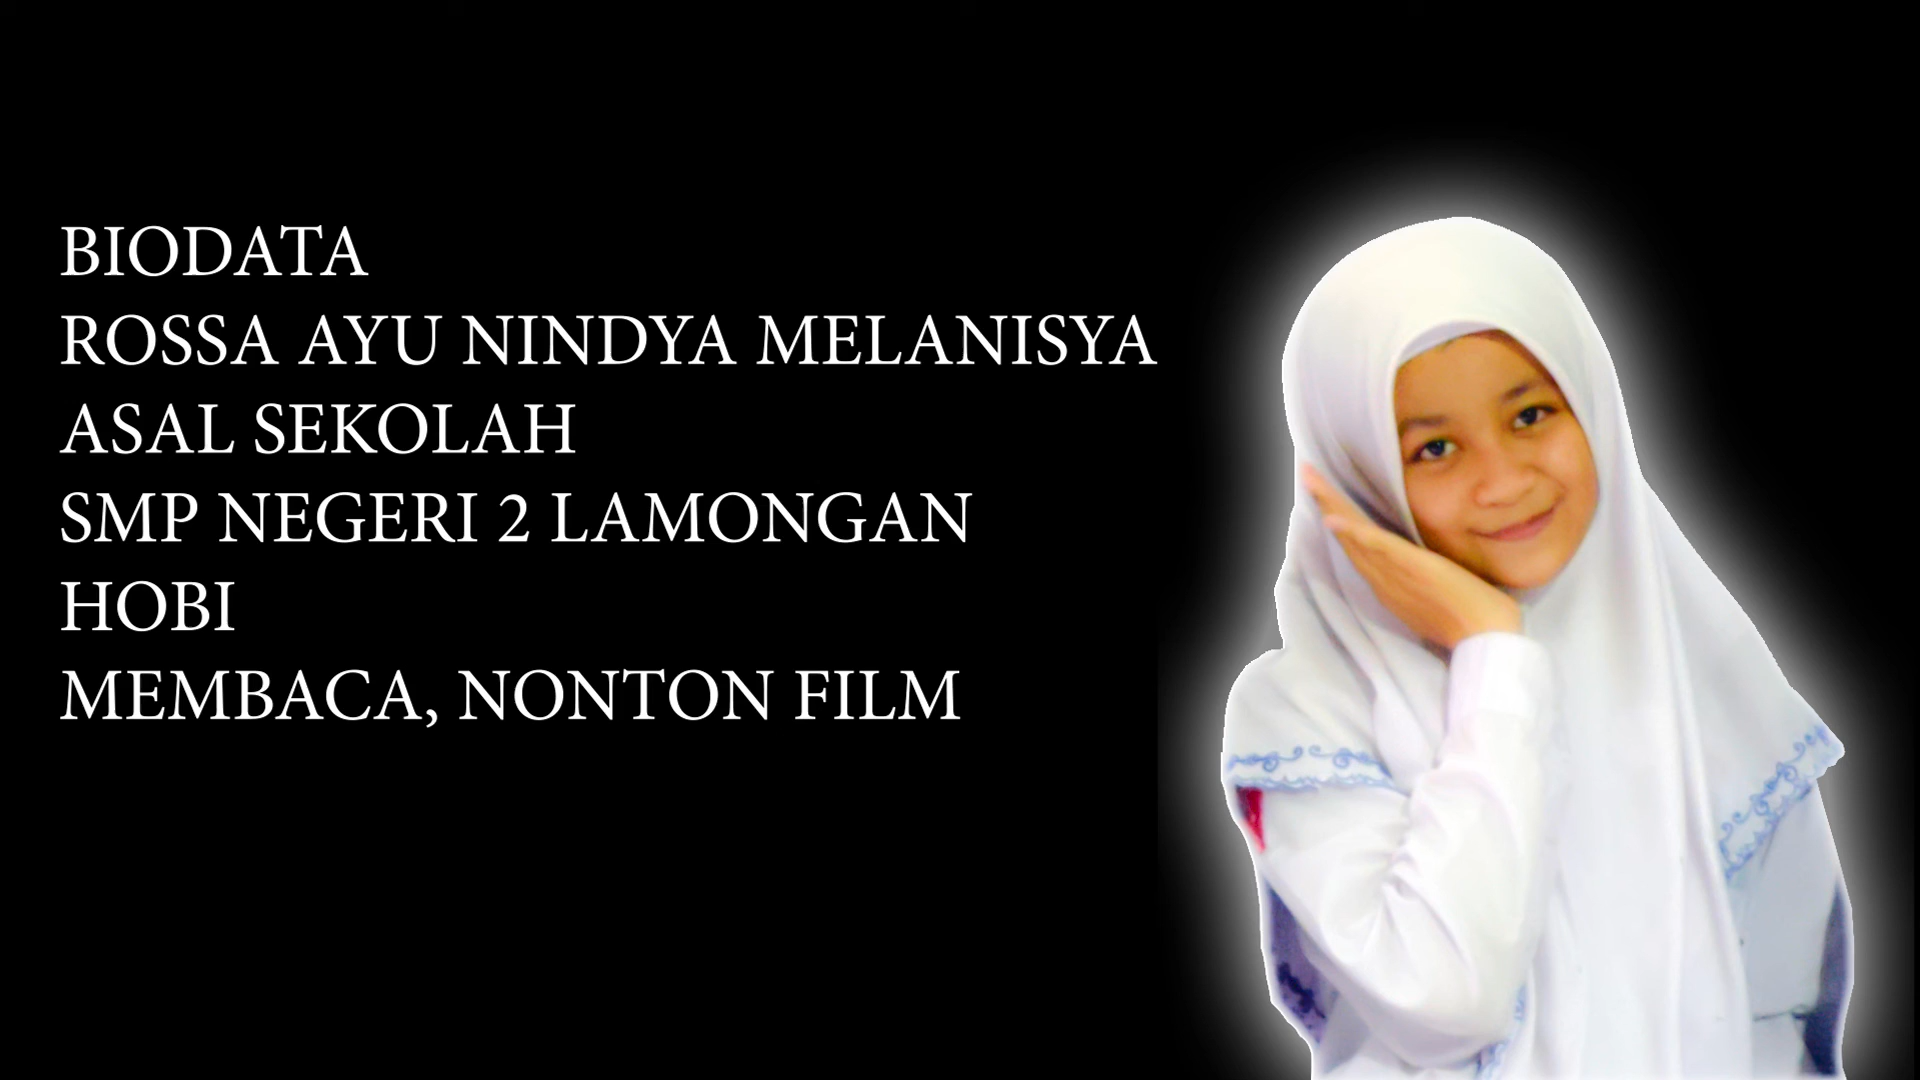 BIODATA
ROSSA AYU NINDYA MELANISYA
ASAL SEKOLAH
SMP NEGERI 2 LAMONGAN
HOBI
MEMBACA, NONTON FILM